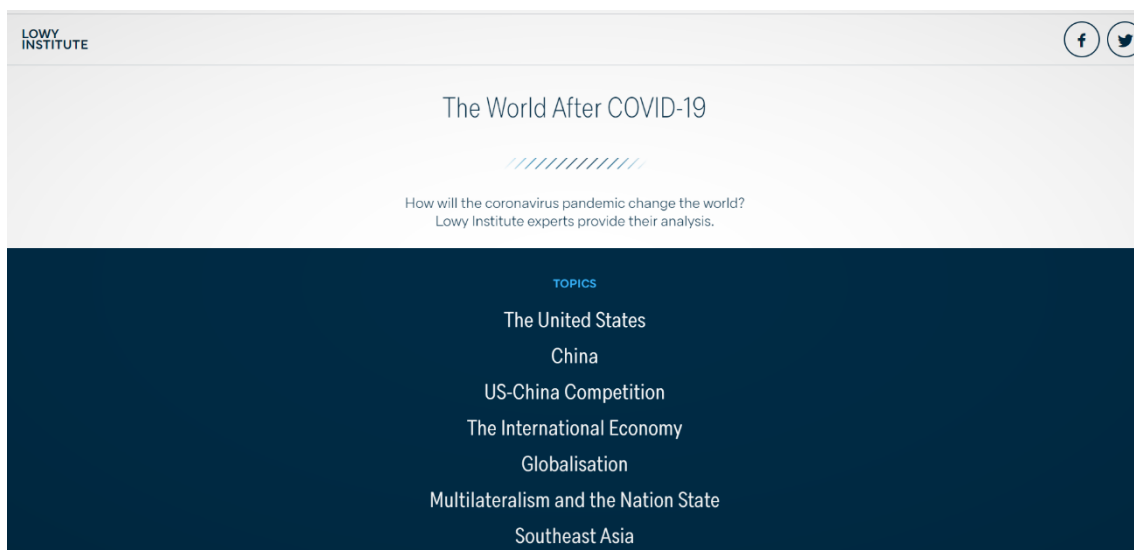 LOWY
INSTITUTE
The World After COVID-19
How will the coronavirus pandemic change the world?
Lowy Institute experts provide their analysis.
TOPICS
The United States
China
US-China Competition
The International Economy
Globalisation
Multilateralism and the Nation State
Southeast Asia